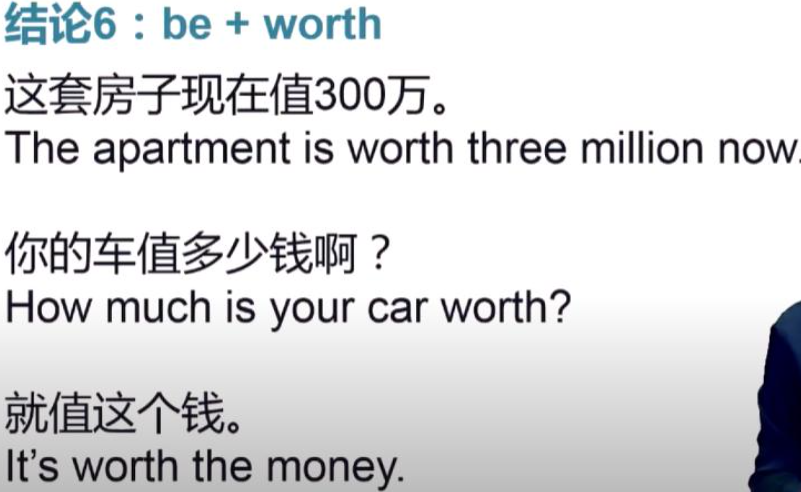 结论6：be + worth
这套房子现在值300万。
The apartment is worth three million now.
你的车值多少钱啊？
How much is your car worth?
就值这个钱。
It’s worth the money.